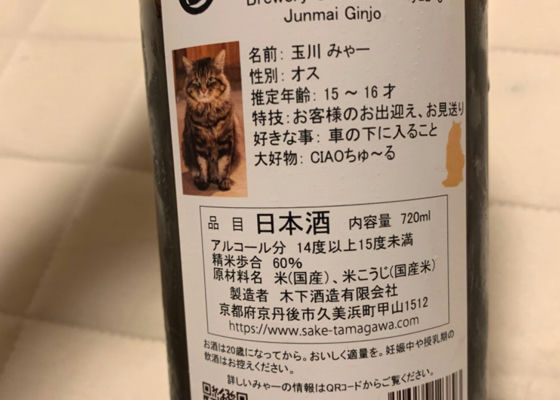 Brewery
Junmai Ginjo
名前: 玉川 みゃー
性別: オス
推定年齢: 15 ～ 16 才
特技: お客様のお出迎え、お見送り
好きな事: 車の下に入ること
大好物: CIAOちゅ～る
品 目 日本酒 内容量 720ml
アルコール分 14度以上15度未満
精米歩合 60%
原材料名 米(国産)、米こうじ(国産米)
製造者 木下酒造有限会社
京都府京丹後市久美浜町甲山1512
https://www.sake-tamagawa.com
お酒は20歳になってから。おいしく適量を。妊娠中や授乳期の
飲酒はお控えください。
詳しいみゃーの情報はQRコードからご覧ください。